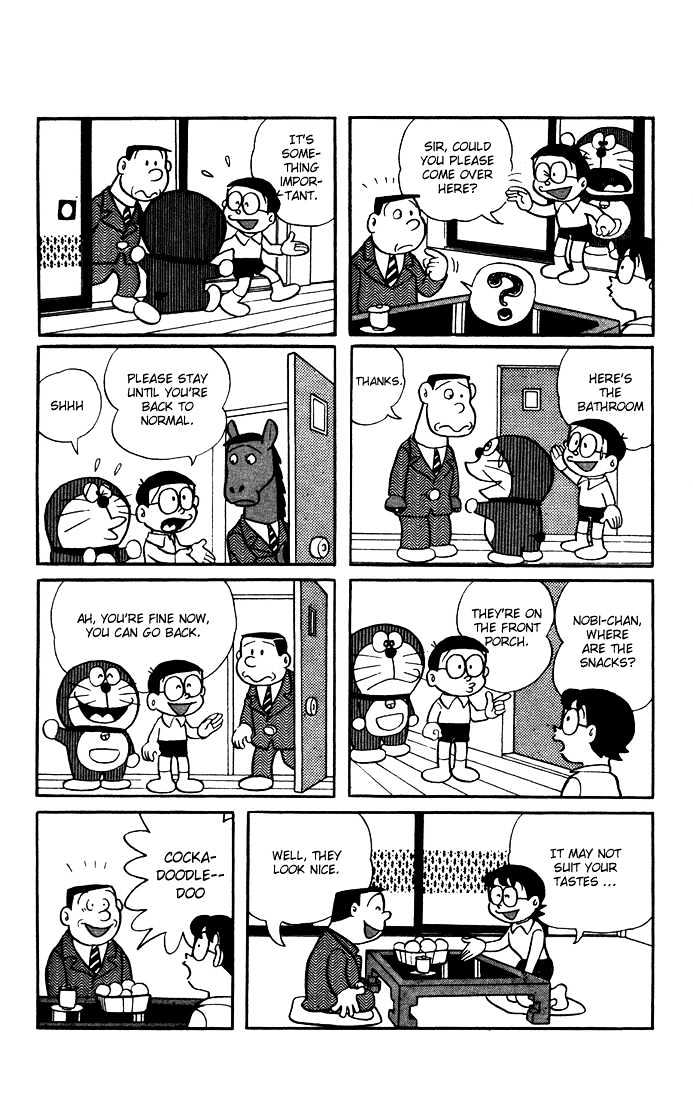 SIR, COULD
YOU PLEASE
COME OVER
HERE?
?
IT'S
SOME-
THING
IMPOR-
TANT.
HERE'S
THE
BATHROOM
THANKS.
PLEASE STAY
UNTIL YOU'RE
BACK TO
NORMAL.
SHHH
NOBI-CHAN,
WHERE
ARE THE
SNACKS?
THEY'RE ON
THE FRONT
PORCH.
AH, YOU'RE FINE NOW,
YOU CAN GO BACK.
IT MAY NOT
SUIT YOUR
TASTES ...
WELL, THEY
LOOK NICE.
COCKA-
DOODLE--
DOO